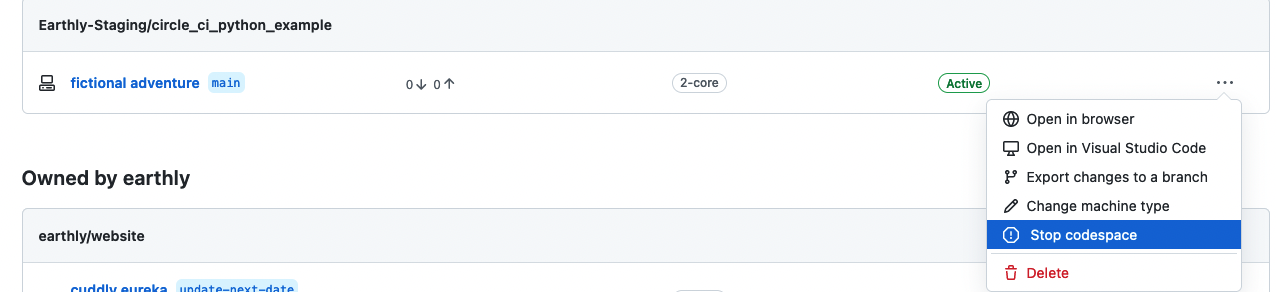 Earthly-Staging/circle_ci_python_example
fictional adventure main 0 0 2-core Active ...
Open in browser
Open in Visual Studio Code
Export changes to a branch
Change machine type
Stop codespace
Delete
Owned by earthly
earthly/website
cuddly eureka update-next-date